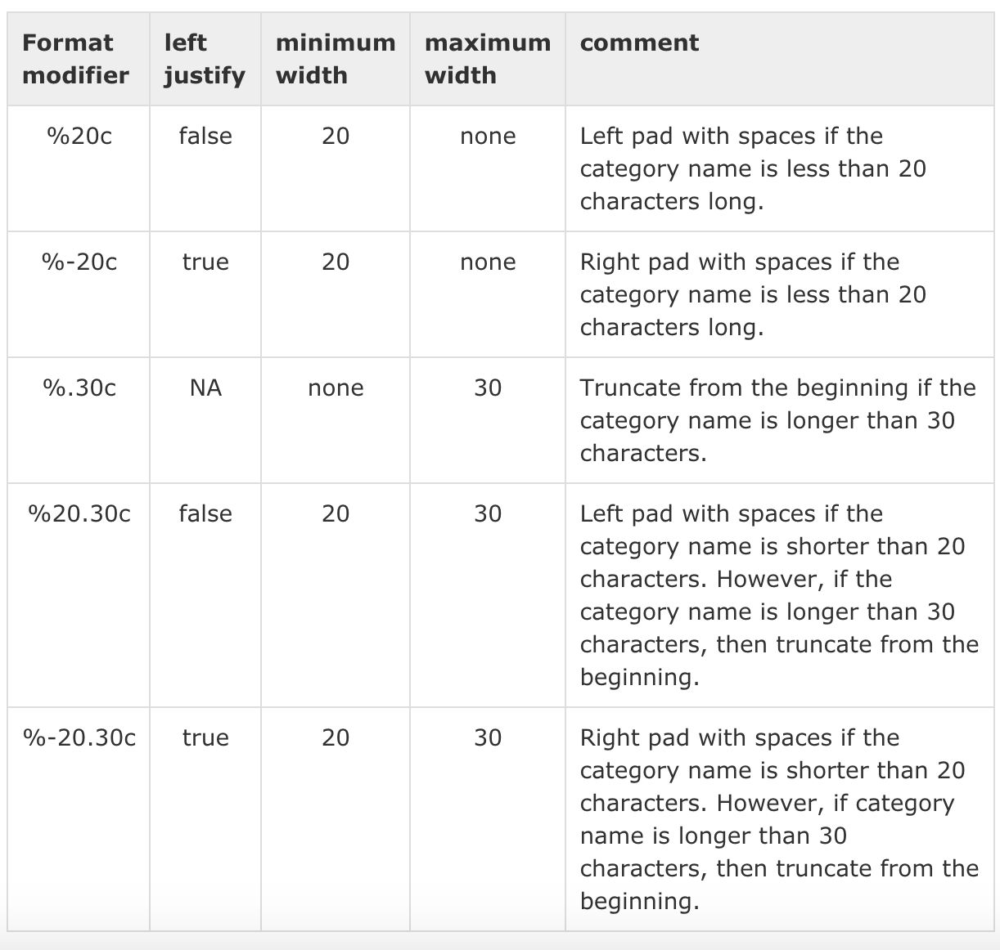 Format modifier left justify minimum width maximum width comment
%20c false 20 none Left pad with spaces if the
category name is less than 20
characters long.
%-20c true 20 none Right pad with spaces if the
category name is less than 20
characters long.
%.30c NA none 30 Truncate from the beginning if the
category name is longer than 30
characters.
%20.30c false 20 30 Left pad with spaces if the
category name is shorter than 20
characters. However, if the
category name is longer than 30
characters, then truncate from the
beginning.
%-20.30c true 20 30 Right pad with spaces if the
category name is shorter than 20
characters. However, if category
name is longer than 30
characters, then truncate from the
beginning.